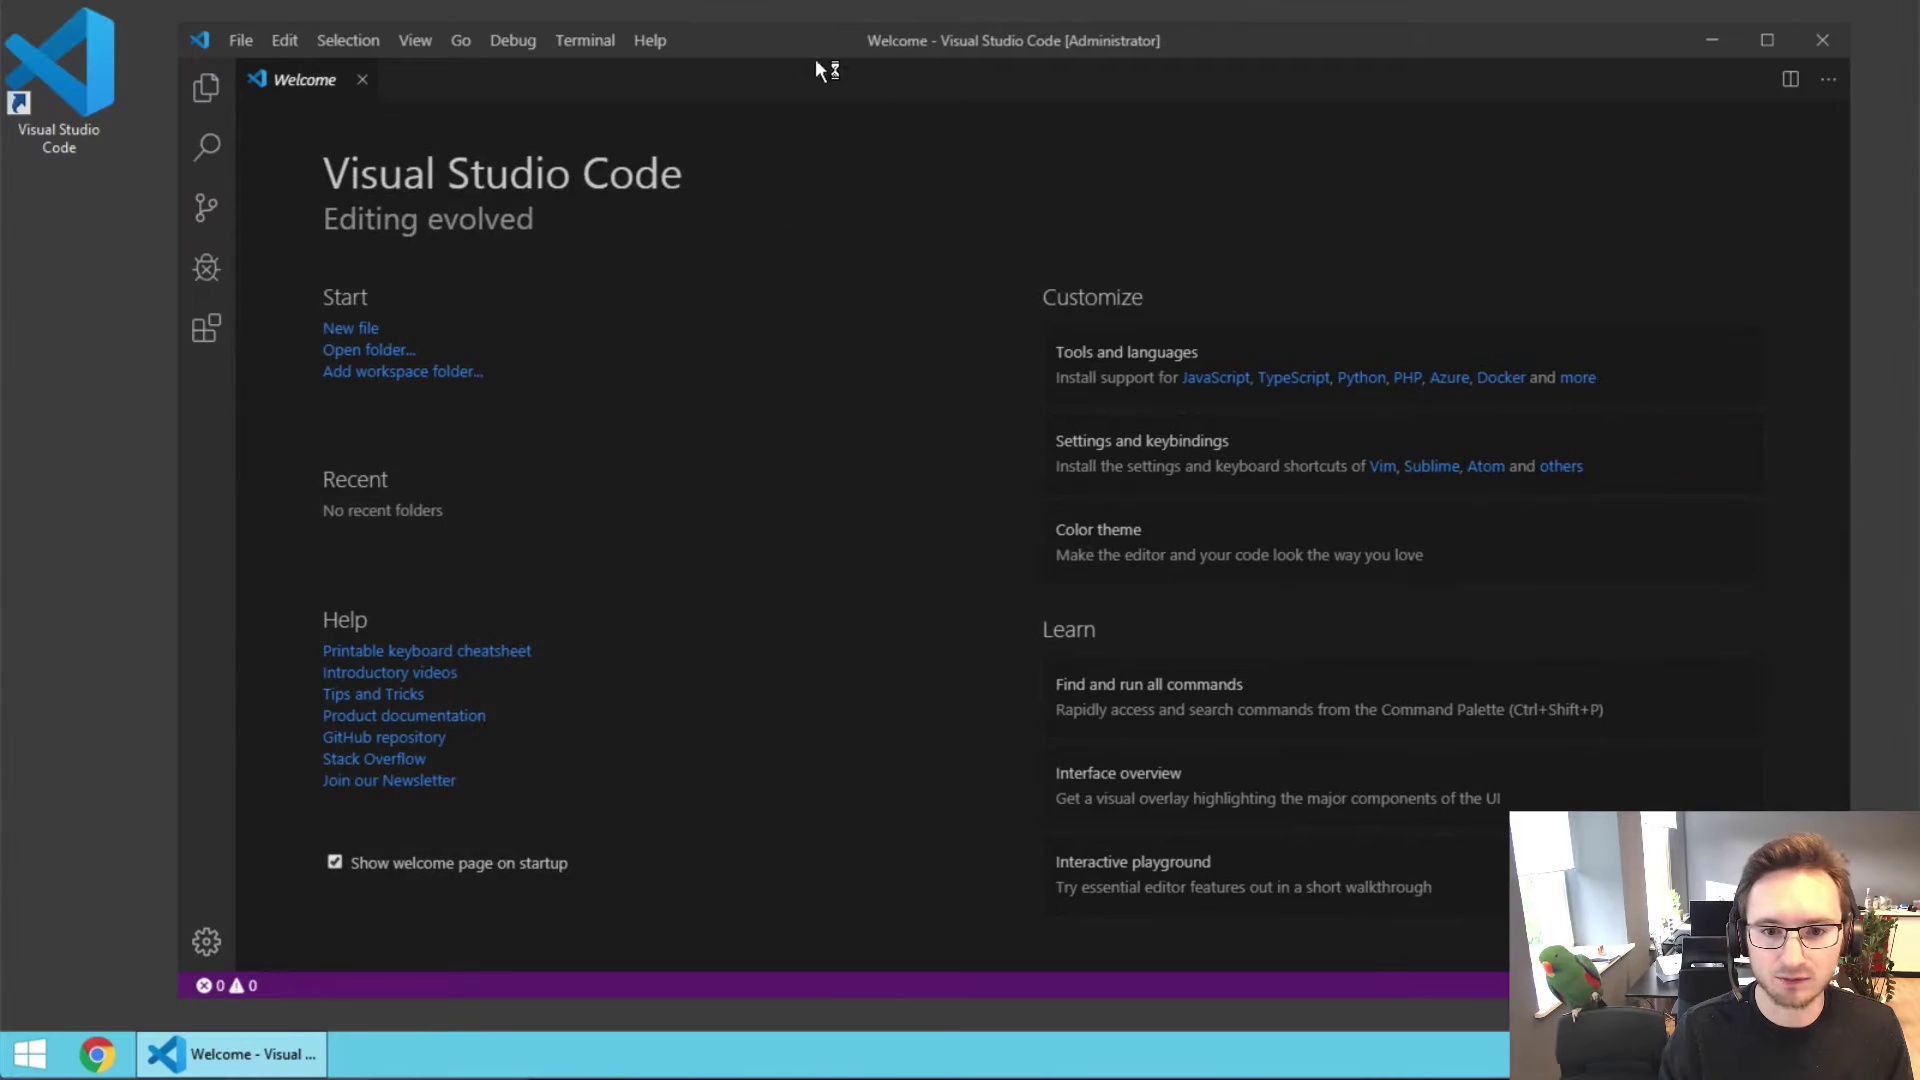 Visual Studio
Code
File Edit Selection View Go Debug Terminal Help
Welcome - Visual Studio Code [Administrator]
Welcome
Visual Studio Code
Editing evolved
Start
New file
Open folder...
Add workspace folder...
Recent
No recent folders
Help
Printable keyboard cheatsheet
Introductory videos
Tips and Tricks
Product documentation
GitHub repository
Stack Overflow
Join our Newsletter
Show welcome page on startup
Customize
Tools and languages
Install support for JavaScript, TypeScript, Python, PHP, Azure, Docker and more
Settings and keybindings
Install the settings and keyboard shortcuts of Vim, Sublime, Atom and others
Color theme
Make the editor and your code look the way you love
Learn
Find and run all commands
Rapidly access and search commands from the Command Palette (Ctrl+Shift+P)
Interface overview
Get a visual overlay highlighting the major components of the UI
Interactive playground
Try essential editor features out in a short walkthrough
0 0
Welcome - Visual ...